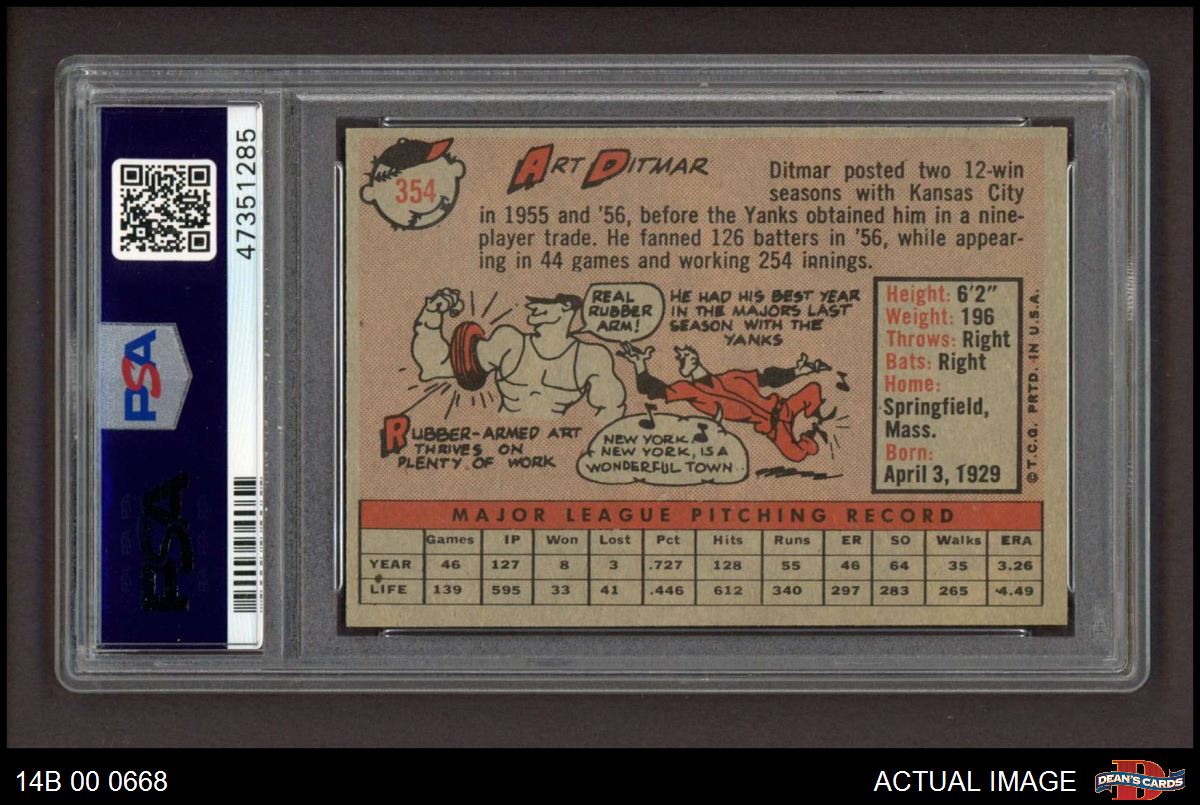 47351285
PSA
PSA
354
ART DITMAR
Ditmar posted two 12-win
seasons with Kansas City
in 1955 and '56, before the Yanks obtained him in a nine-
player trade. He fanned 126 batters in '56, while appear-
ing in 44 games and working 254 innings.
REAL
RUBBER
ARM!
HE HAD HIS BEST YEAR
IN THE MAJORS LAST
SEASON WITH THE
YANKS
RUBBER-ARMED ART
THRIVES ON
PLENTY OF WORK
NEW YORK
NEW YORK, IS A
WONDERFUL TOWN
Height: 6'2"
Weight: 196
Throws: Right
Bats: Right
Home:
Springfield,
Mass.
Born:
April 3, 1929
© T.C.G. PRTD. IN U.S.A.
MAJOR LEAGUE PITCHING RECORD
Games IP Won Lost Pct Hits Runs ER SO Walks ERA
YEAR 46 127 8 3 .727 128 55 46 64 35 3.26
LIFE 139 595 33 41 .446 612 340 297 283 265 4.49
14B 00 0668
ACTUAL IMAGE
DEAN'S CARDS